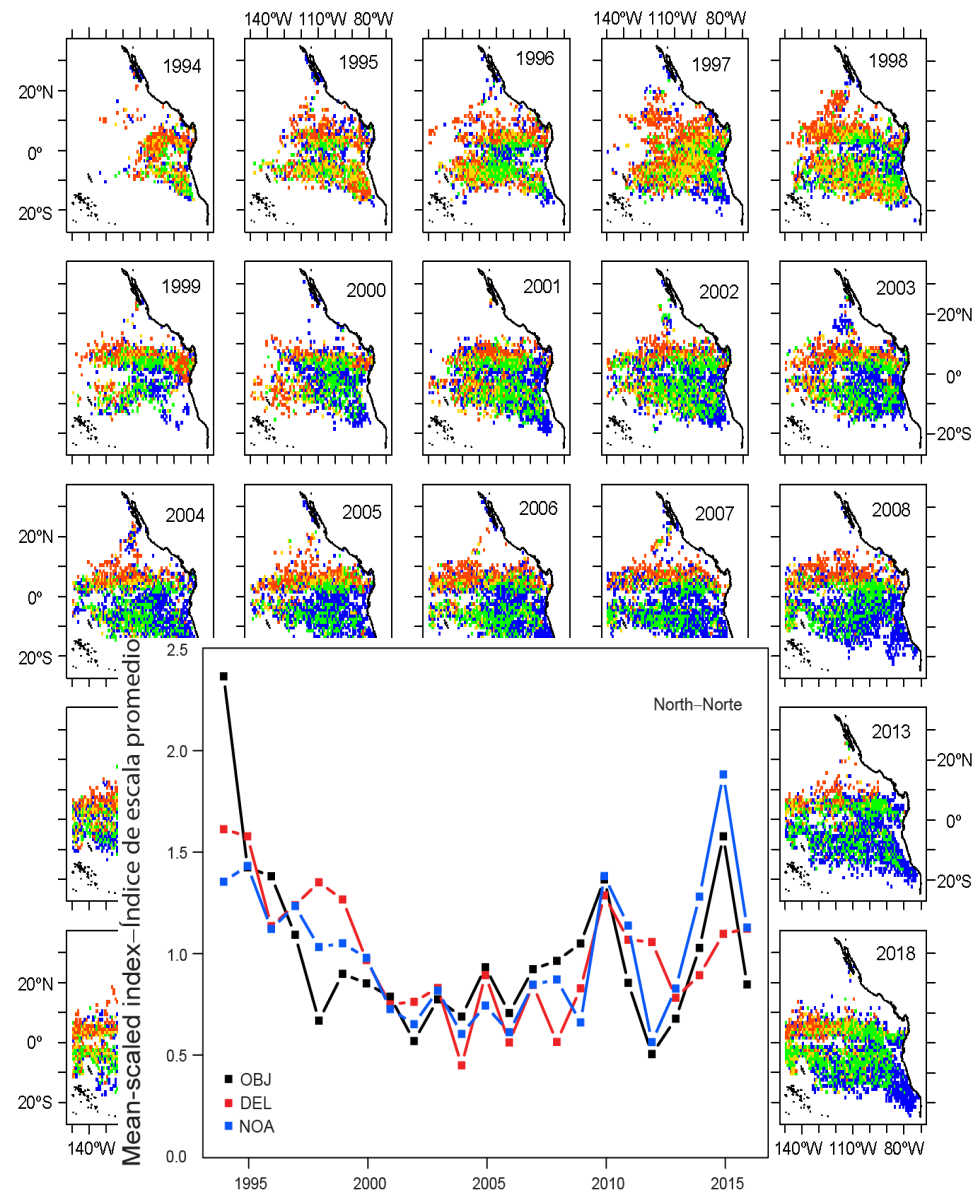 140ºW 110ºW 80ºW 140ºW 110ºW 80ºW
1994 1995 1996 1997 1998
20ºN
0º
20ºS
1999 2000 2001 2002 2003
20ºN
0º
20ºS
2004 2005 2006 2007 2008
20ºN
0º
20ºS
2013
20ºN
0º
20ºS
2018
20ºN
0º
20ºS
140ºW
140ºW 110ºW 80ºW
Mean-scaled index–Índice de escala promedio
2.5
2.0
1.5
1.0
0.5
0.0
North–Norte
OBJ
DEL
NOA
1995 2000 2005 2010 2015